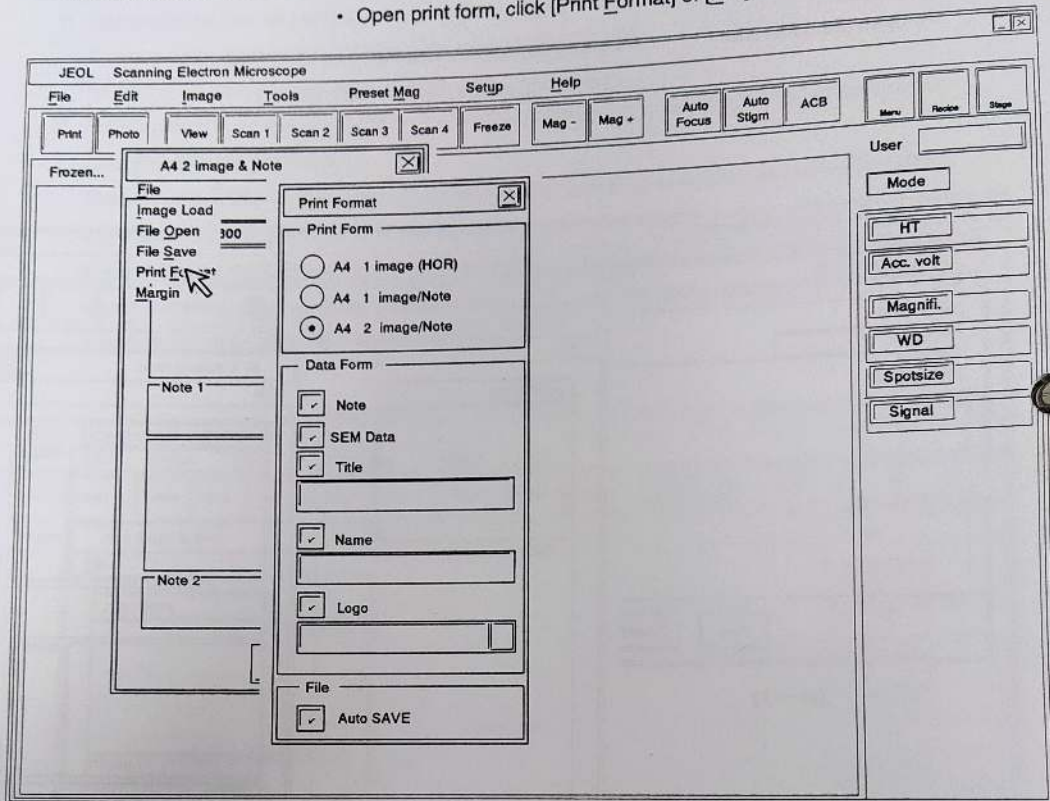 • Open print form, click [Print Format]
JEOL Scanning Electron Microscope
File Edit Image Tools Preset Mag Setup Help
Print Photo View Scan 1 Scan 2 Scan 3 Scan 4 Freeze Mag - Mag + Auto Focus Auto Stigm ACB Menu Recipe Stage
Frozen...
User
A4 2 image & Note
File
Image Load
File Open 300
File Save
Print Format
Margin
Note 1
Note 2
Print Format
Print Form
A4 1 image (HOR)
A4 1 image/Note
A4 2 image/Note
Data Form
Note
SEM Data
Title
Name
Logo
File
Auto SAVE
Mode
HT
Acc. volt
Magnifi.
WD
Spotsize
Signal